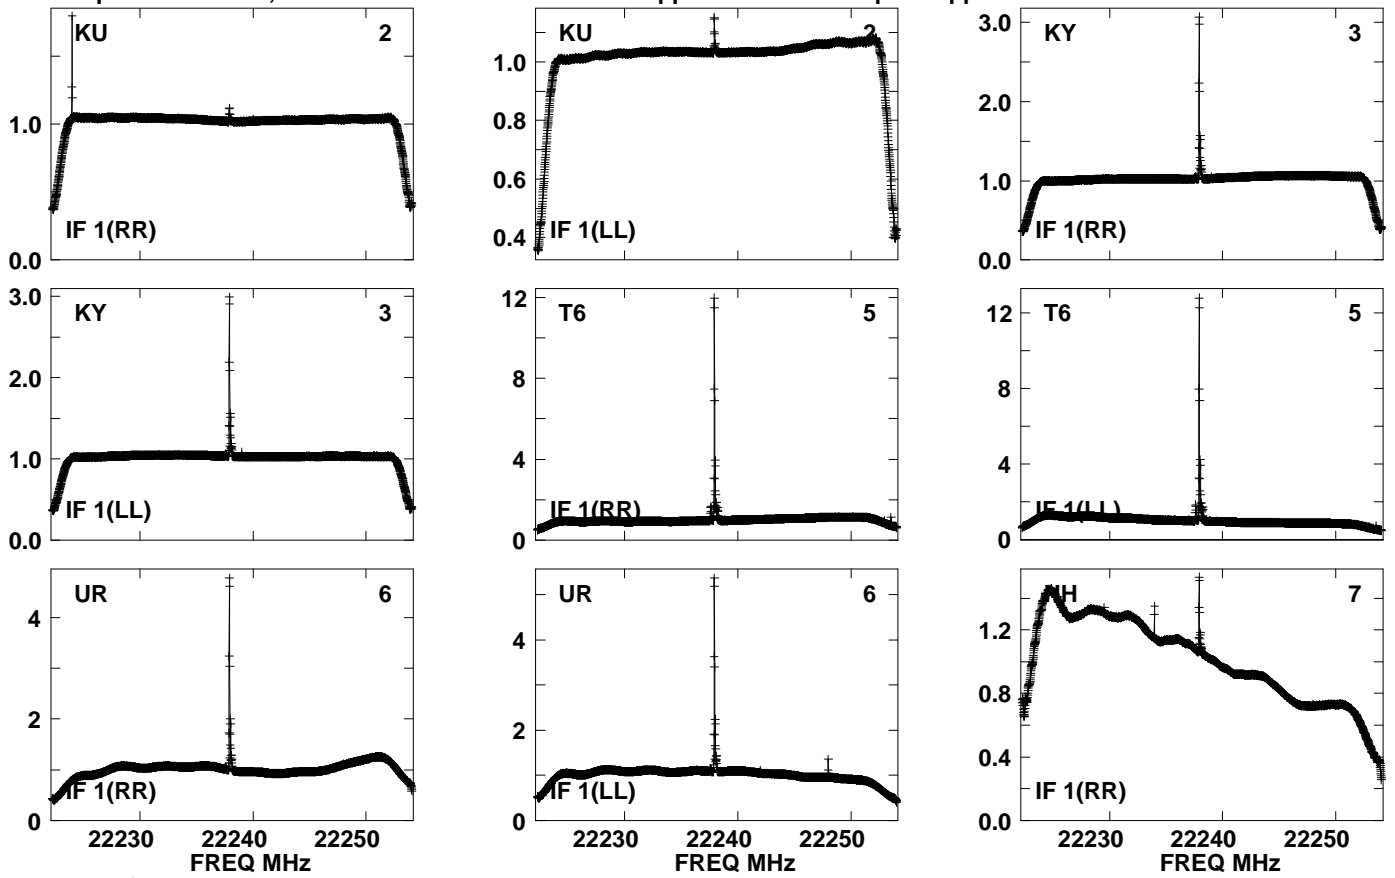 KU 2 KU 2 KY 3
3.0
1.0
2.0
1.0
0.8
1.0
0.6
0.4
IF 1(RR) IF 1(LL) IF 1(RR)
0.0 0.0
3.0 KY 3 12 T6 5 12 T6 5
2.0 8 8
1.0 4 4
IF 1(LL) IF 1(RR) IF 1(LL)
0.0 0 0
UR 6 UR 6 7
4 4 1.2
0.8
2 2
0.4
IF 1(RR) IF 1(LL) IF 1(RR)
0 0 0.0
22230 22240 22250 22230 22240 22250 22230 22240 22250
FREQ MHz FREQ MHz FREQ MHz